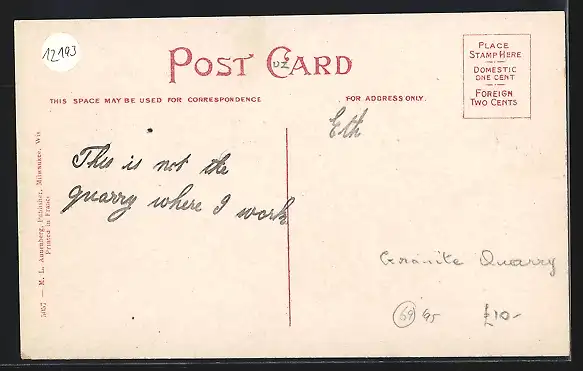 12193
POST CARD
UZ
PLACE
STAMP HERE
DOMESTIC
ONE CENT
FOREIGN
TWO CENTS
THIS SPACE MAY BE USED FOR CORRESPONDENCE
FOR ADDRESS ONLY.
Eth
This is not the
quarry where I work
5057 — M. L. Annenberg, Publisher, Milwaukee, Wis
Printed in France
Granite Quarry
69 95 £10-